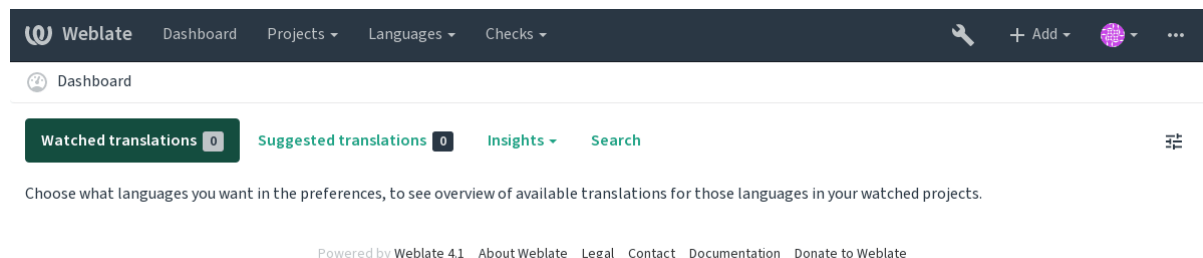 Weblate Dashboard Projects Languages Checks Add
Dashboard
Watched translations 0 Suggested translations 0 Insights Search
Choose what languages you want in the preferences, to see overview of available translations for those languages in your watched projects.
Powered by Weblate 4.1 About Weblate Legal Contact Documentation Donate to Weblate